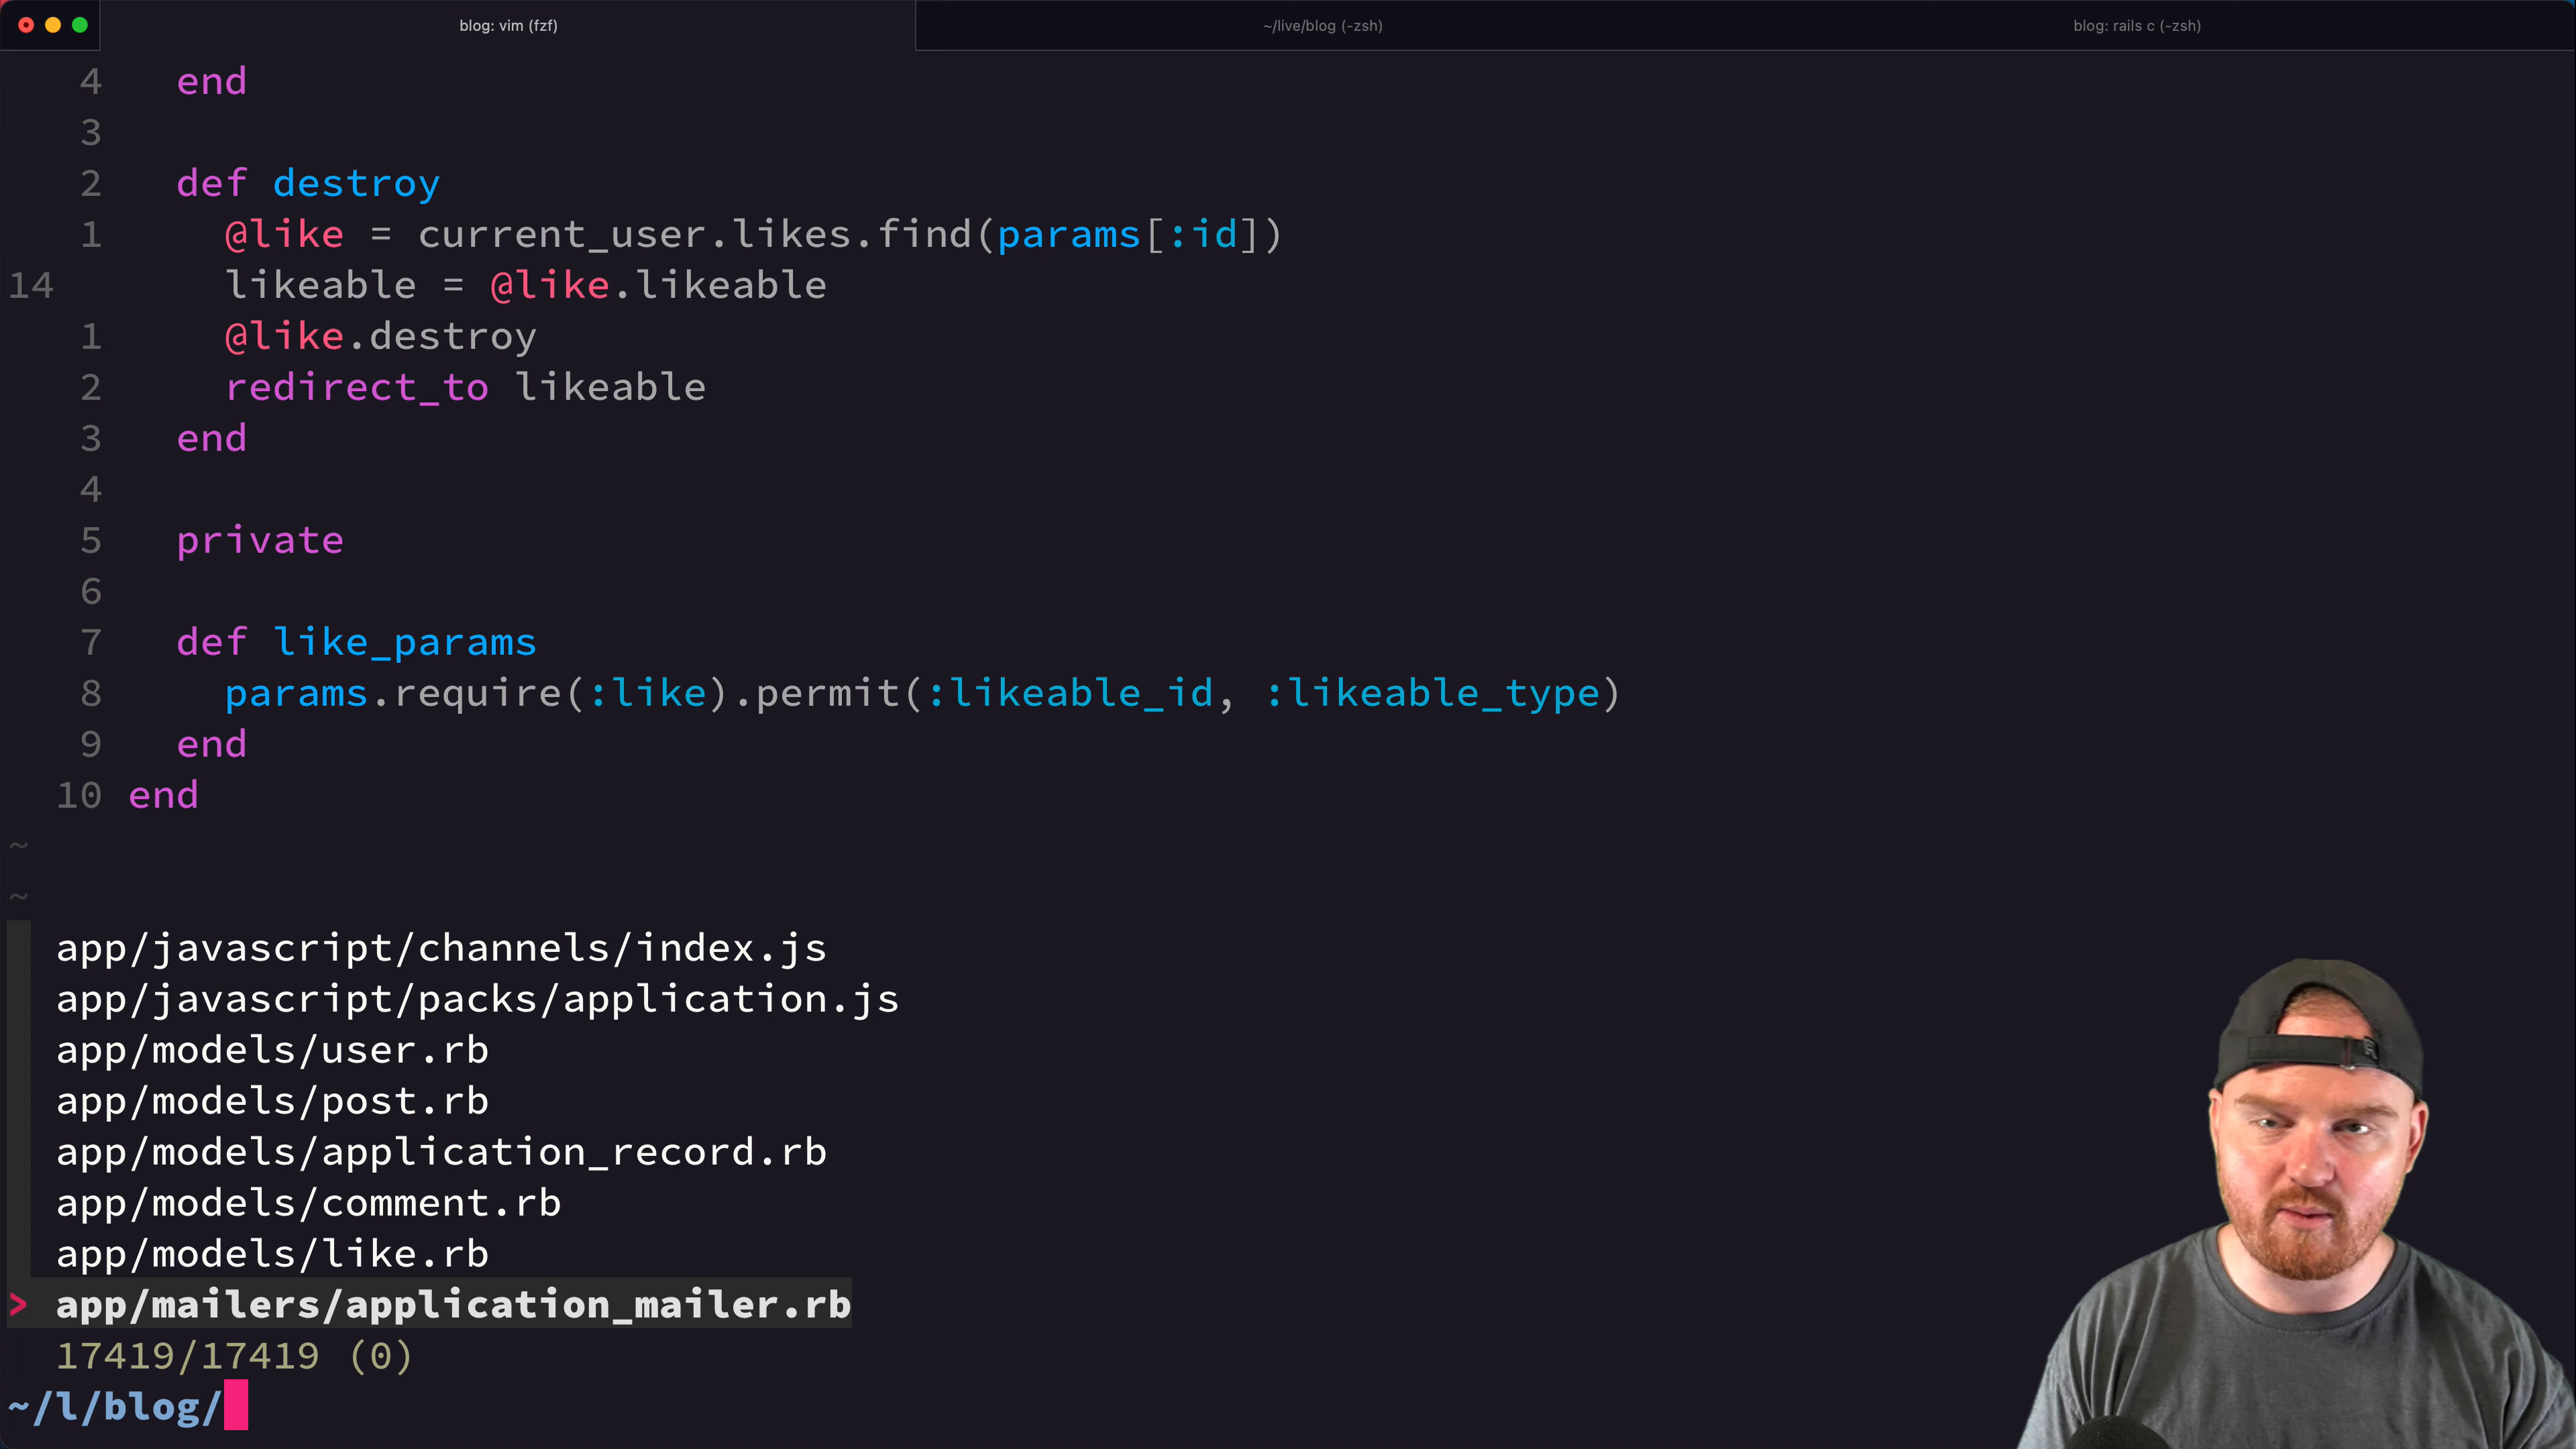 blog: vim (fzf)
~/live/blog (-zsh)
blog: rails c (-zsh)
4 end
3
2 def destroy
1 @like = current_user.likes.find(params[:id])
14 likeable = @like.likeable
1 @like.destroy
2 redirect_to likeable
3 end
4
5 private
6
7 def like_params
8 params.require(:like).permit(:likeable_id, :likeable_type)
9 end
10 end
~
~
app/javascript/channels/index.js
app/javascript/packs/application.js
app/models/user.rb
app/models/post.rb
app/models/application_record.rb
app/models/comment.rb
app/models/like.rb
> app/mailers/application_mailer.rb
17419/17419 (0)
~/l/blog/